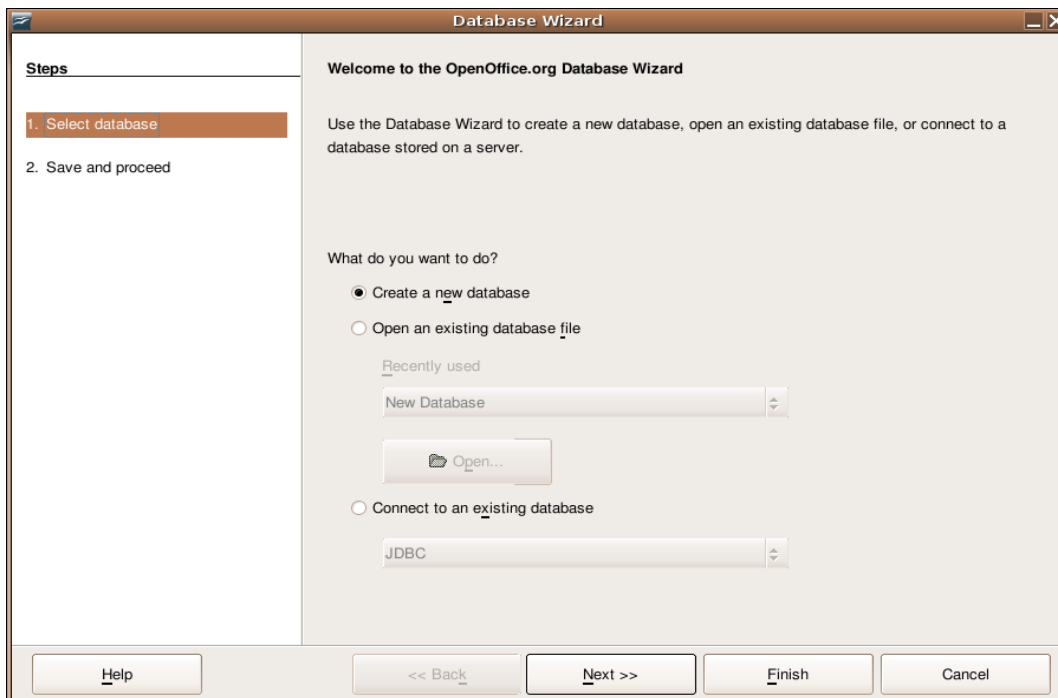 Database Wizard
Steps
1. Select database
2. Save and proceed
Welcome to the OpenOffice.org Database Wizard
Use the Database Wizard to create a new database, open an existing database file, or connect to a
database stored on a server.
What do you want to do?
Create a new database
Open an existing database file
Recently used
New Database
Open...
Connect to an existing database
JDBC
Help
<< Back
Next >>
Finish
Cancel